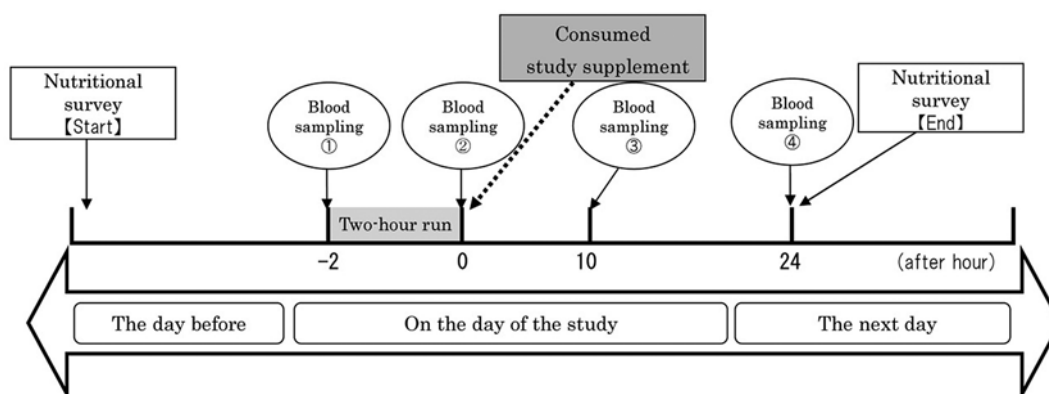 Consumed
study supplement
Nutritional
survey
【Start】
Blood
sampling
①
Blood
sampling
②
Blood
sampling
③
Blood
sampling
④
Nutritional
survey
【End】
Two-hour run
-2
0
10
24
(after hour)
The day before
On the day of the study
The next day